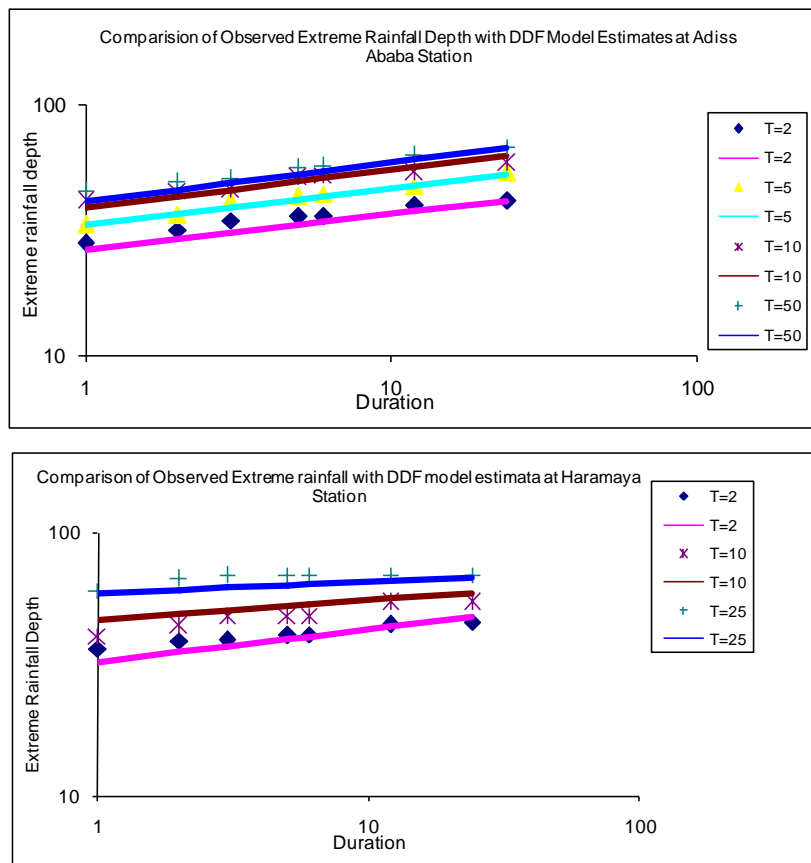 Comparision of Observed Extreme Rainfall Depth with DDF Model Estimates at Adiss
Ababa Station
100
10
Extreme rainfall depth
1
10
100
Duration
T=2
T=2
T=5
T=5
T=10
T=10
T=50
T=50
Comparison of Observed Extreme rainfall with DDF model estimata at Haramaya
Station
100
10
Extreme Rainfall Depth
1
10
100
Duration
T=2
T=2
T=10
T=10
T=25
T=25